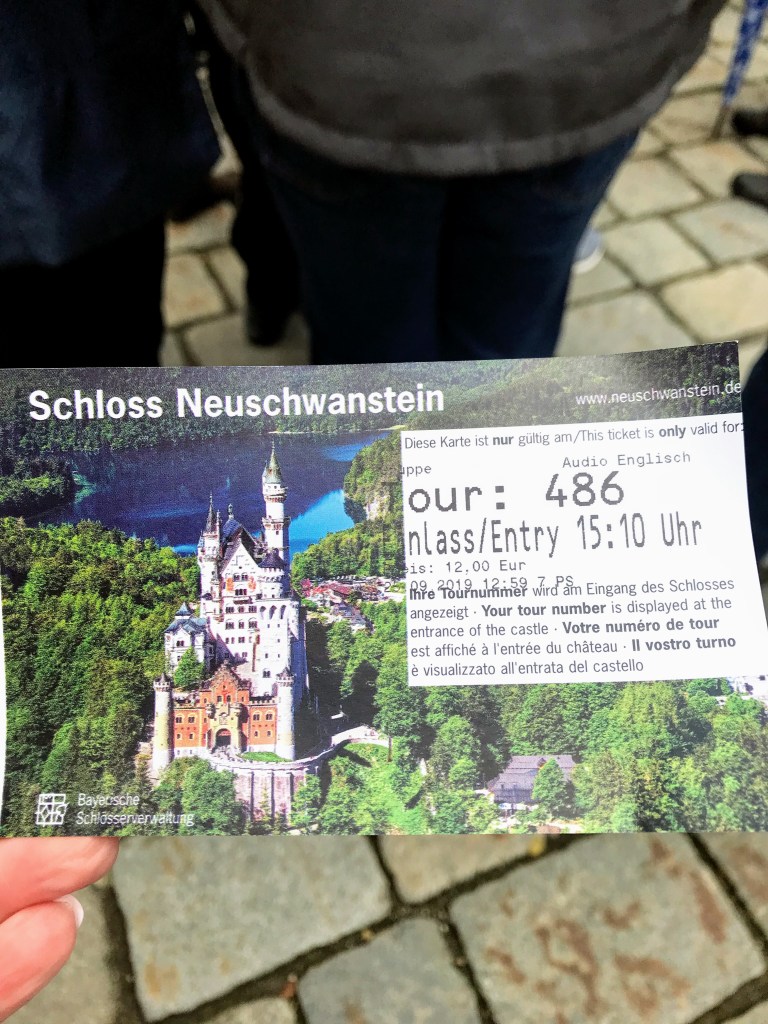 Schloss Neuschwanstein
www.neuschwanstein.de
Diese Karte ist nur gültig am/This ticket is only valid for:
uppe
Audio Englisch
our: 486
nlass/Entry 15:10 Uhr
is: 12,00 Eur
09 2019 12:59 7 PS
Ihre Tournummer wird am Eingang des Schlosses
angezeigt · Your tour number is displayed at the
entrance of the castle · Votre numéro de tour
est affiché à l'entrée du château · Il vostro turno
è visualizzato all'entrata del castello
Bayerische
Schlösserverwaltung